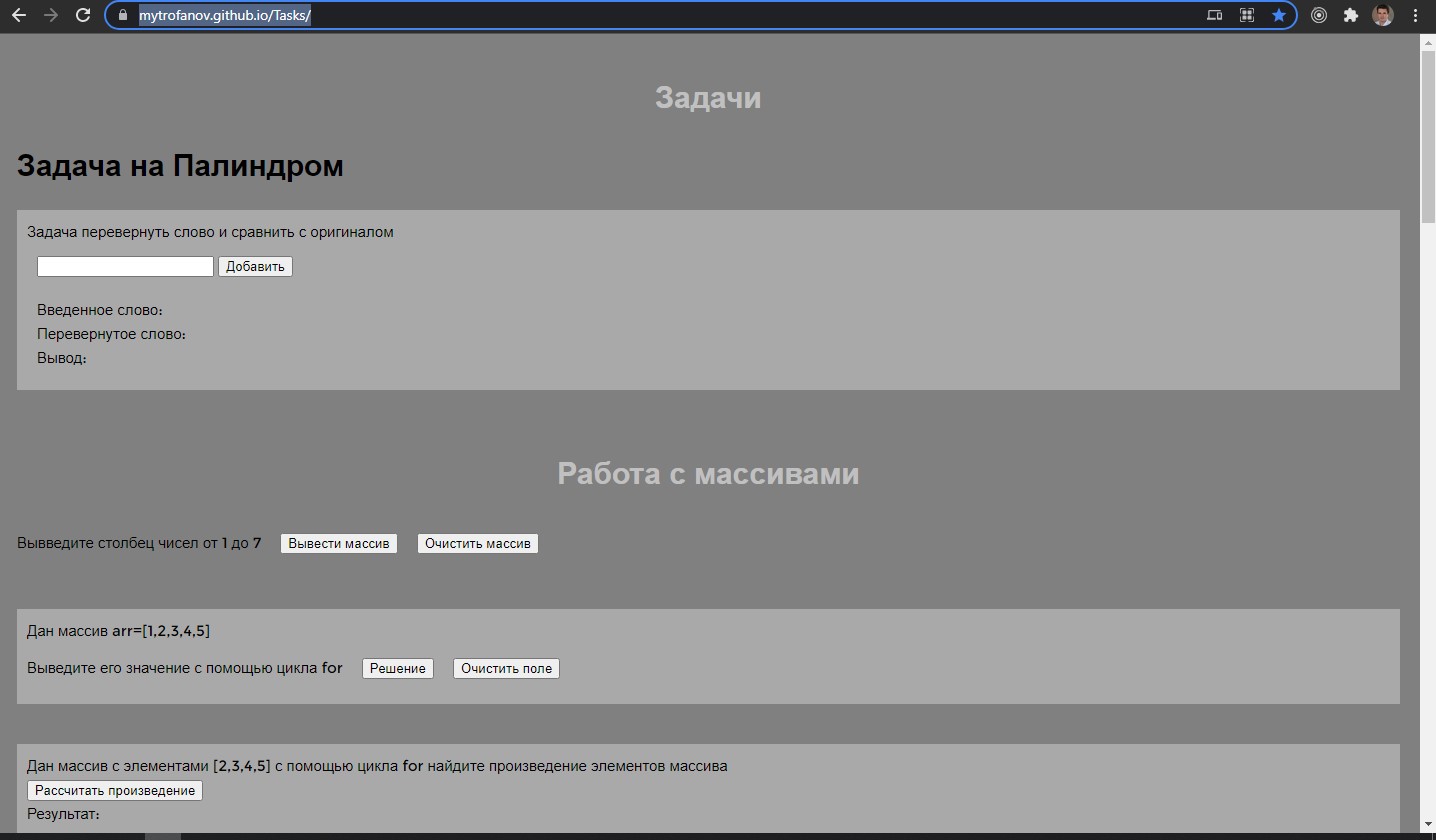 mytrofanov.github.io/Tasks/
Задачи
Задача на Палиндром
Задача перевернуть слово и сравнить с оригиналом
Добавить
Введенное слово:
Перевернутое слово:
Вывод:
Работа с массивами
Вывведите столбец чисел от 1 до 7 Вывести массив Очистить массив
Дан массив arr=[1,2,3,4,5]
Выведите его значение с помощью цикла for Решение Очистить поле
Дан массив с элементами [2,3,4,5] с помощью цикла for найдите произведение элементов массива
Рассчитать произведение
Результат: